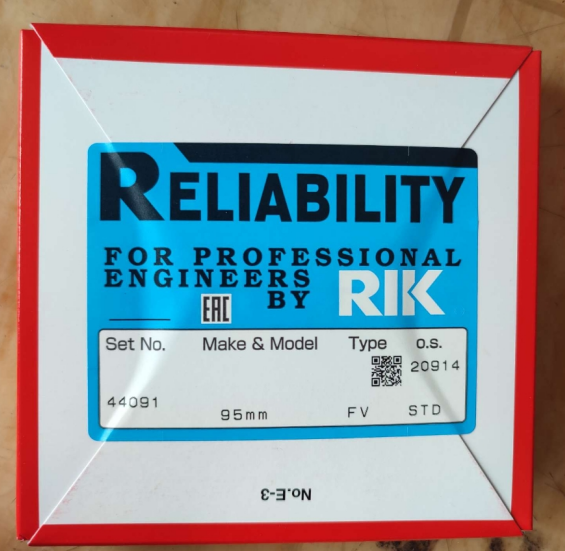 RELIABILITY
FOR PROFESSIONAL
ENGINEERS
BY RIK
EAC
Set No. Make & Model Type o.s.
20914
44091 95mm FV STD
No.E-3